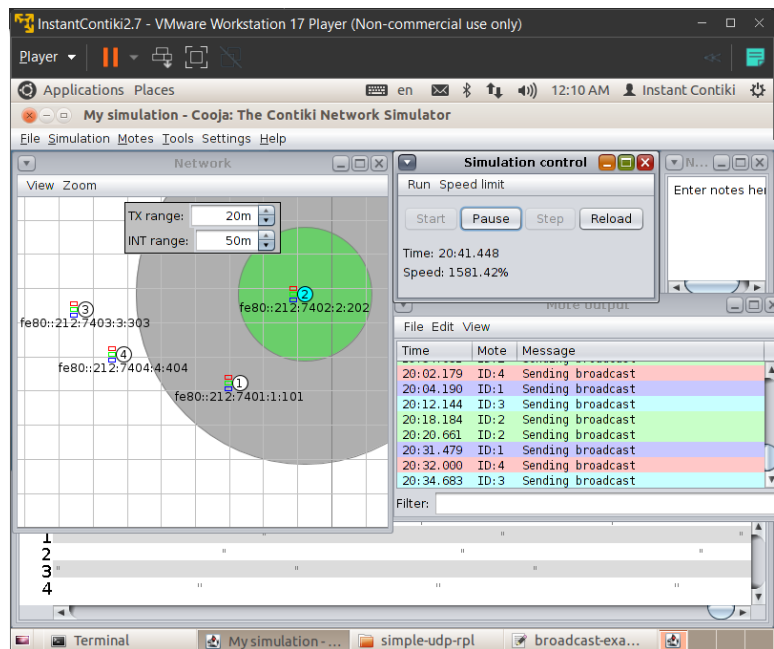 InstantContiki2.7 - VMware Workstation 17 Player (Non-commercial use only)
Player
Applications Places en 12:10 AM Instant Contiki
My simulation - Cooja: The Contiki Network Simulator
File Simulation Motes Tools Settings Help
Network
View Zoom
TX range: 20m
INT range: 50m
2
fe80::212:7402:2:202
3
fe80::212:7403:3:303
4
fe80::212:7404:4:404
1
fe80::212:7401:1:101
Simulation control
Run Speed limit
Start Pause Step Reload
Time: 20:41.448
Speed: 1581.42%
N...
Enter notes her
Mote output
File Edit View
Time Mote Message
20:02.179 ID:4 Sending broadcast
20:04.190 ID:1 Sending broadcast
20:12.144 ID:3 Sending broadcast
20:18.184 ID:2 Sending broadcast
20:20.661 ID:2 Sending broadcast
20:31.479 ID:1 Sending broadcast
20:32.000 ID:4 Sending broadcast
20:34.683 ID:3 Sending broadcast
Filter:
1
2
3
4
Terminal My simulation - ... simple-udp-rpl broadcast-exa...